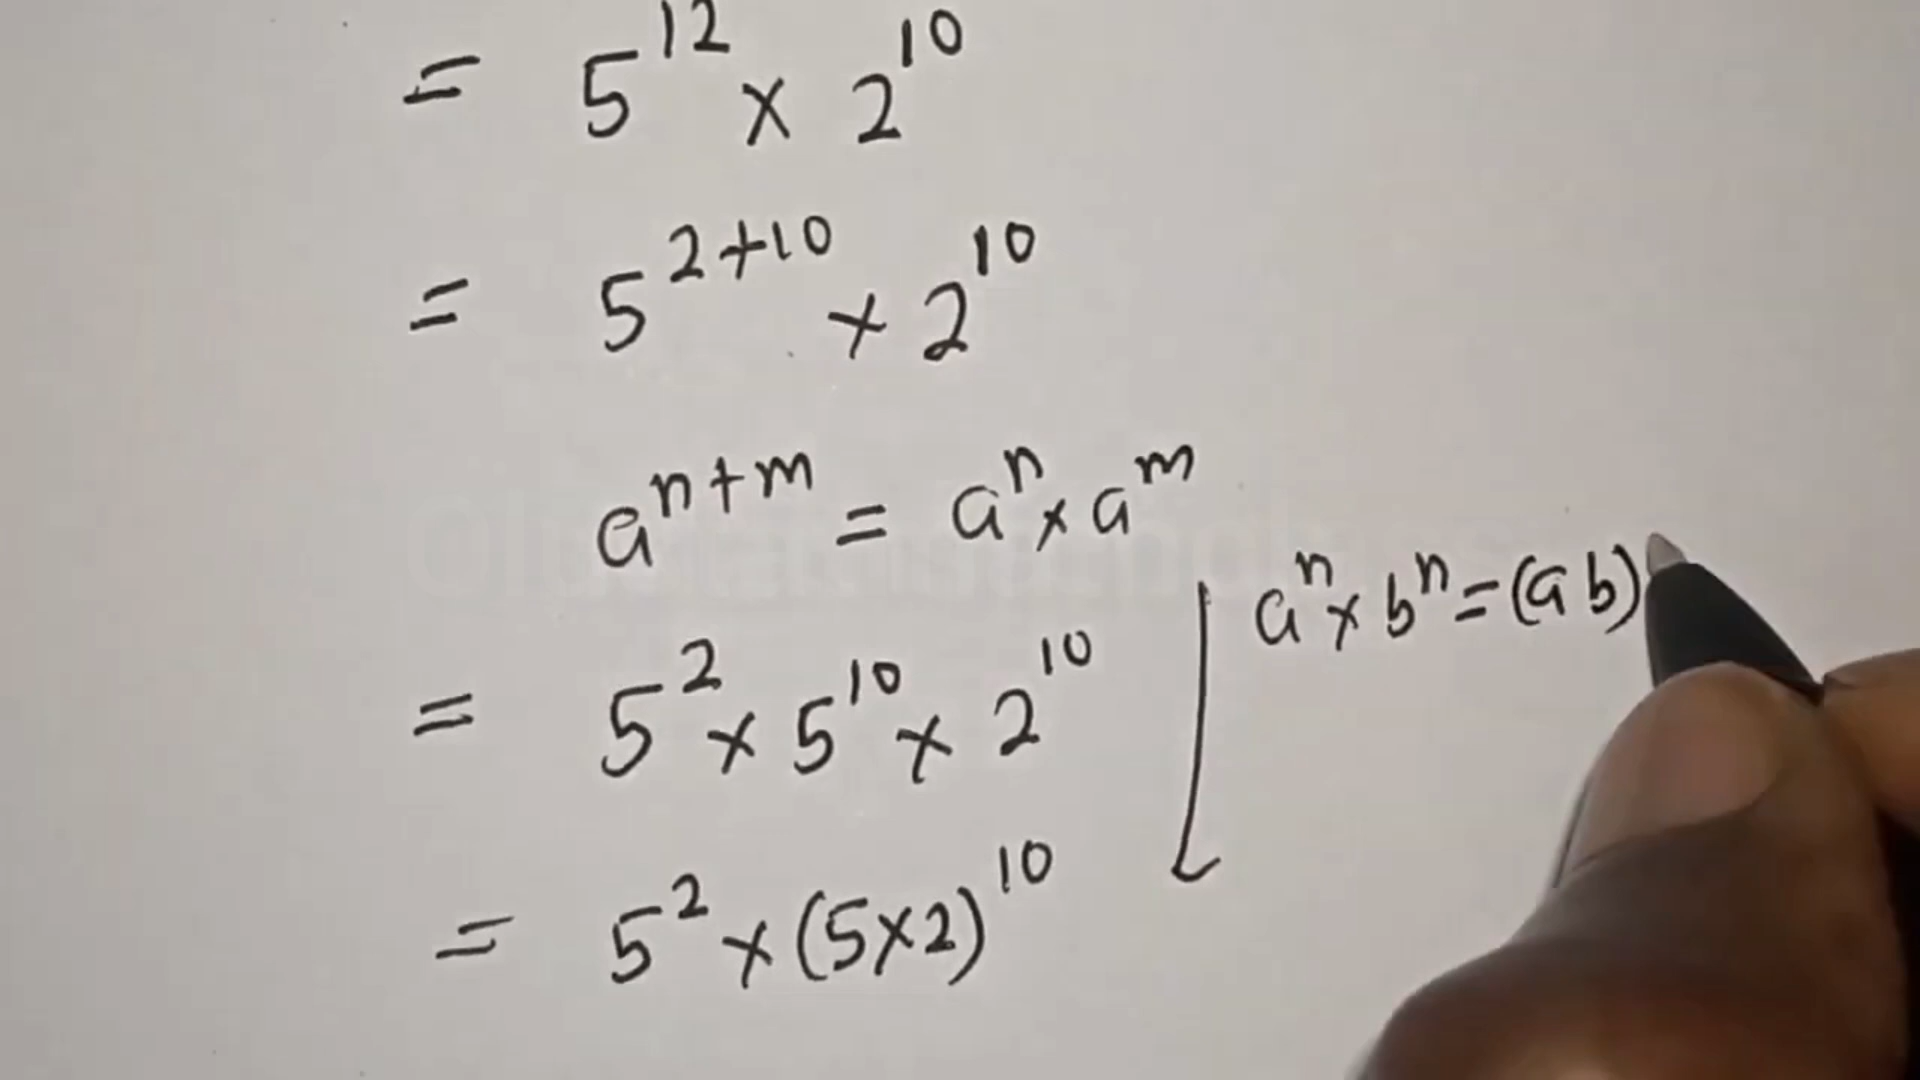 = 5^12 × 2^10
= 5^2+10 × 2^10
a^n+m = a^n × a^m
a^n × b^n = (ab)
= 5^2 × 5^10 × 2^10
= 5^2 × (5×2)^10